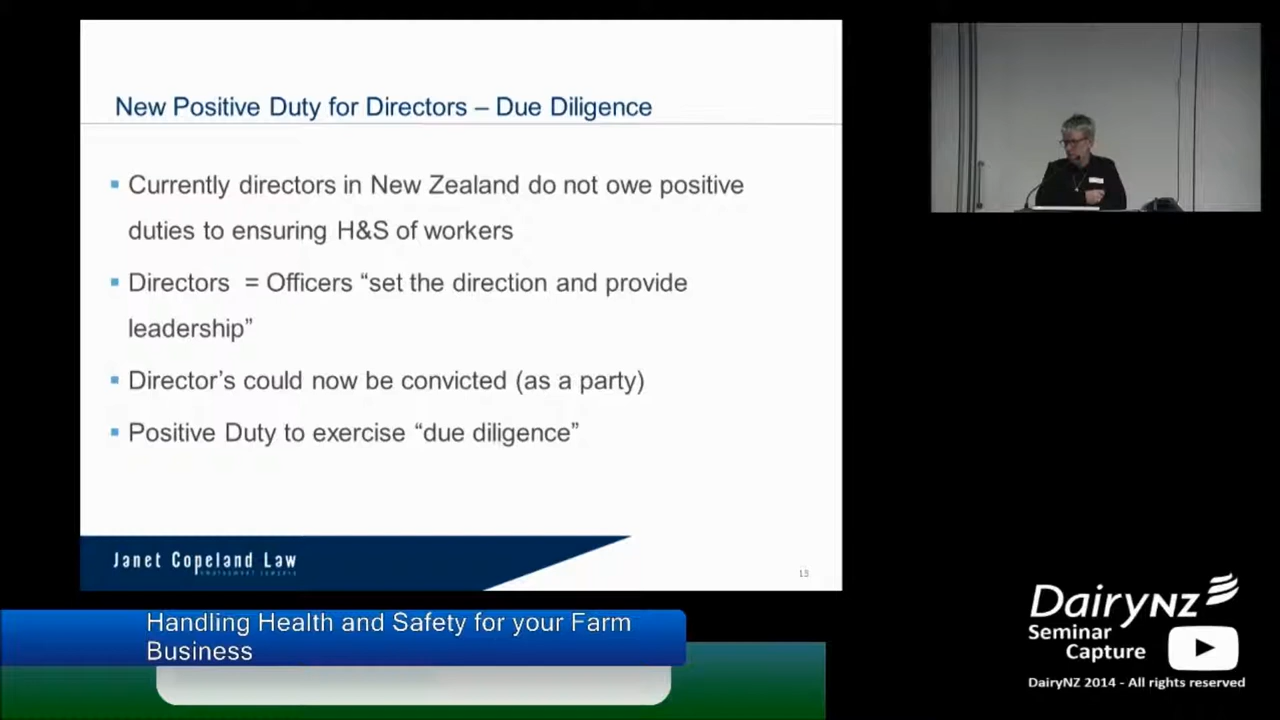 New Positive Duty for Directors – Due Diligence
Currently directors in New Zealand do not owe positive
duties to ensuring H&S of workers
Directors = Officers “set the direction and provide
leadership”
Director’s could now be convicted (as a party)
Positive Duty to exercise “due diligence”
Janet Copeland Law
employment lawyers
13
Handling Health and Safety for your Farm
Business
DairyNZ
Seminar
Capture
DairyNZ 2014 - All rights reserved